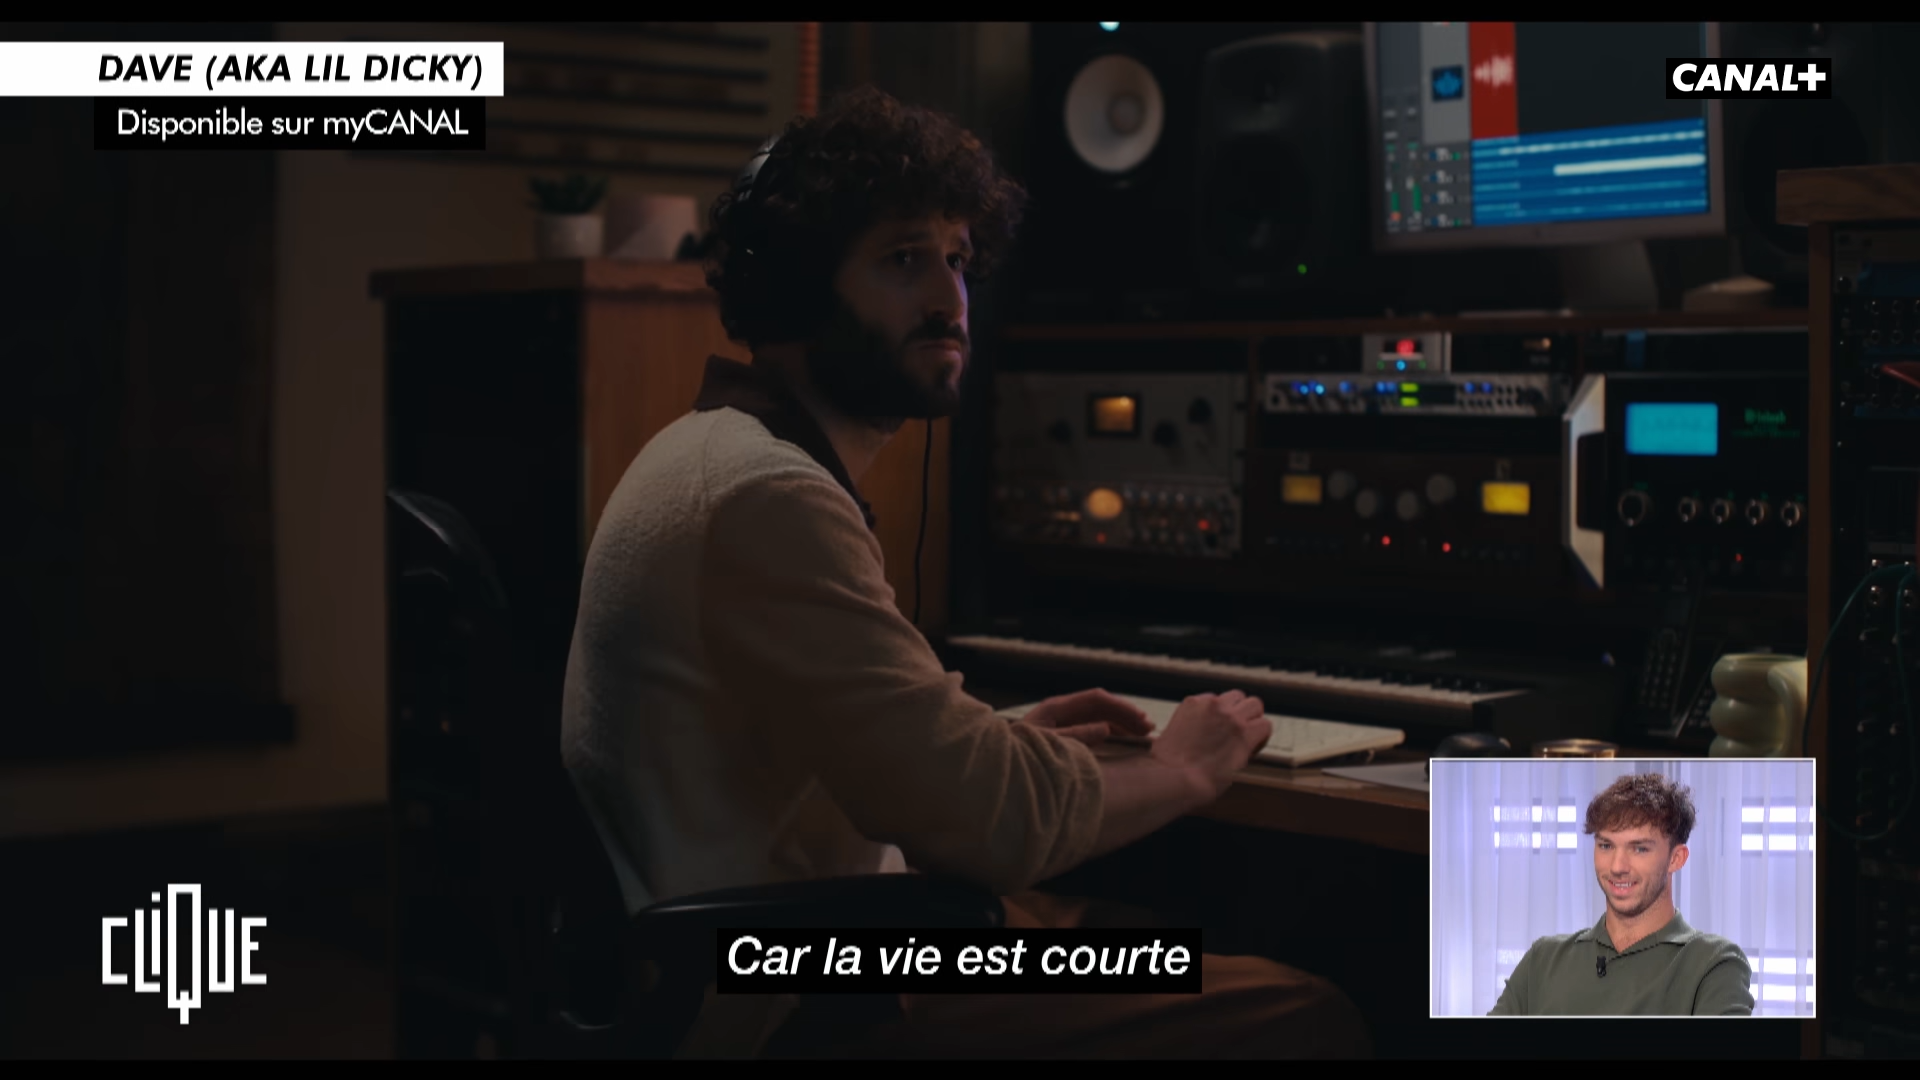 DAVE (AKA LIL DICKY)
Disponible sur myCANAL
CANAL+
CLIQUE
Car la vie est courte